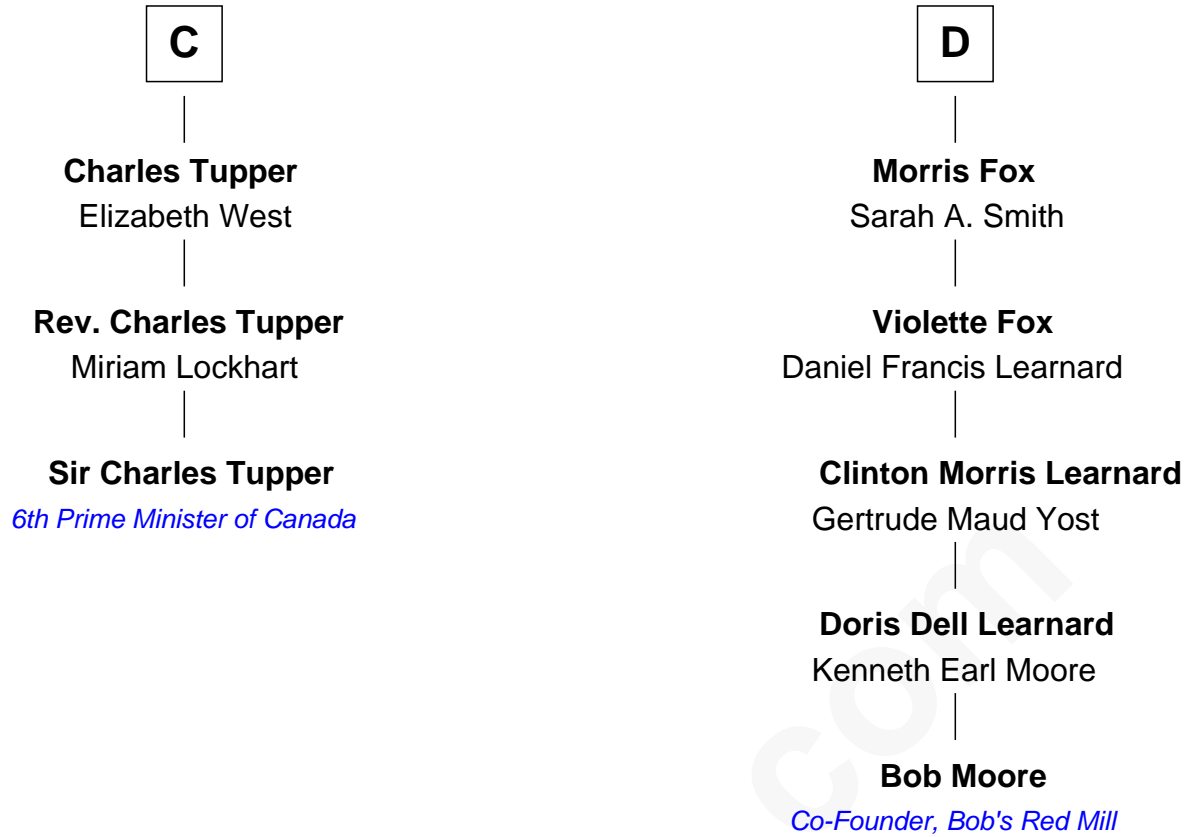 C
Charles Tupper
Elizabeth West
Rev. Charles Tupper
Miriam Lockhart
Sir Charles Tupper
6th Prime Minister of Canada
D
Morris Fox
Sarah A. Smith
Violette Fox
Daniel Francis Learnard
Clinton Morris Learnard
Gertrude Maud Yost
Doris Dell Learnard
Kenneth Earl Moore
Bob Moore
Co-Founder, Bob's Red Mill
com